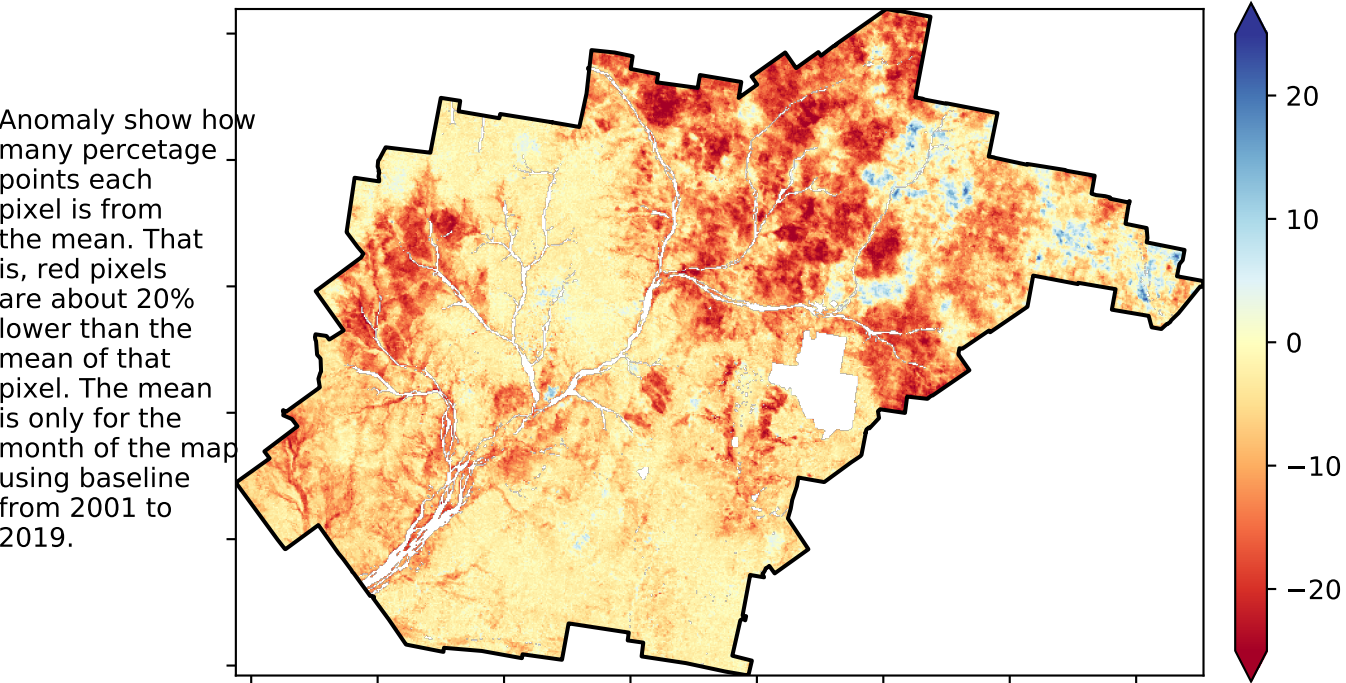 Anomaly show how
many percetage
points each
pixel is from
the mean. That
is, red pixels
are about 20%
lower than the
mean of that
pixel. The mean
is only for the
month of the map
using baseline
from 2001 to
2019.
20
10
0
−10
−20